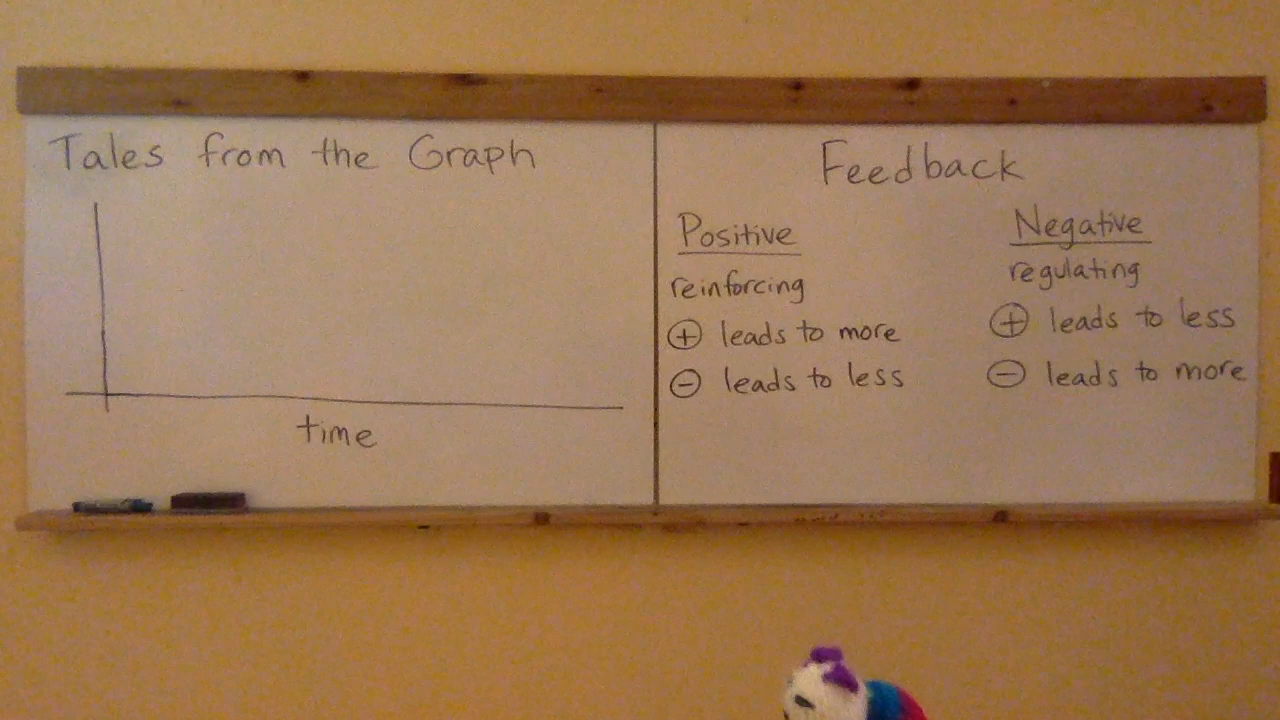 Tales from the Graph
time
Feedback
Positive
reinforcing
⊕ leads to more
⊖ leads to less
Negative
regulating
⊕ leads to less
⊖ leads to more